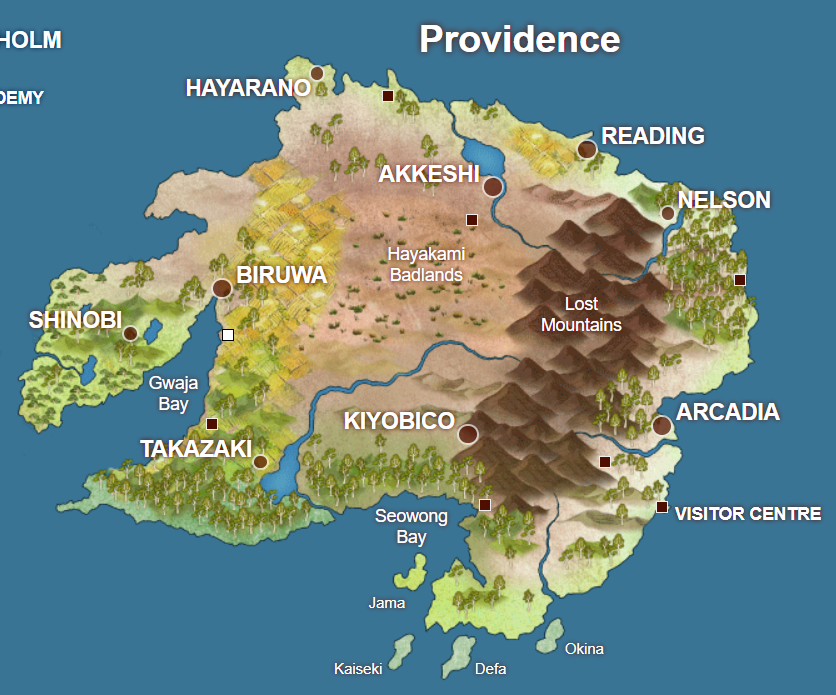 HOLM
Providence
DEMY
HAYARANO
READING
AKKESHI
NELSON
Hayakami
Badlands
BIRUWA
Lost
Mountains
SHINOBI
Gwaja
Bay
KIYOBICO
ARCADIA
TAKAZAKI
Seowong
Bay
VISITOR CENTRE
Jama
Okina
Kaiseki
Defa